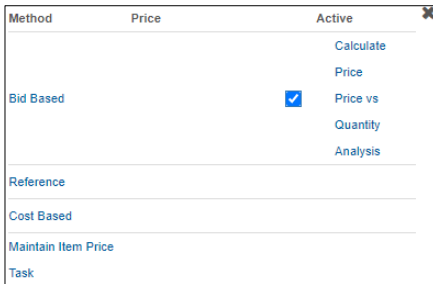 Method Price Active
Calculate
Price
Bid Based Price vs
Quantity
Analysis
Reference
Cost Based
Maintain Item Price
Task